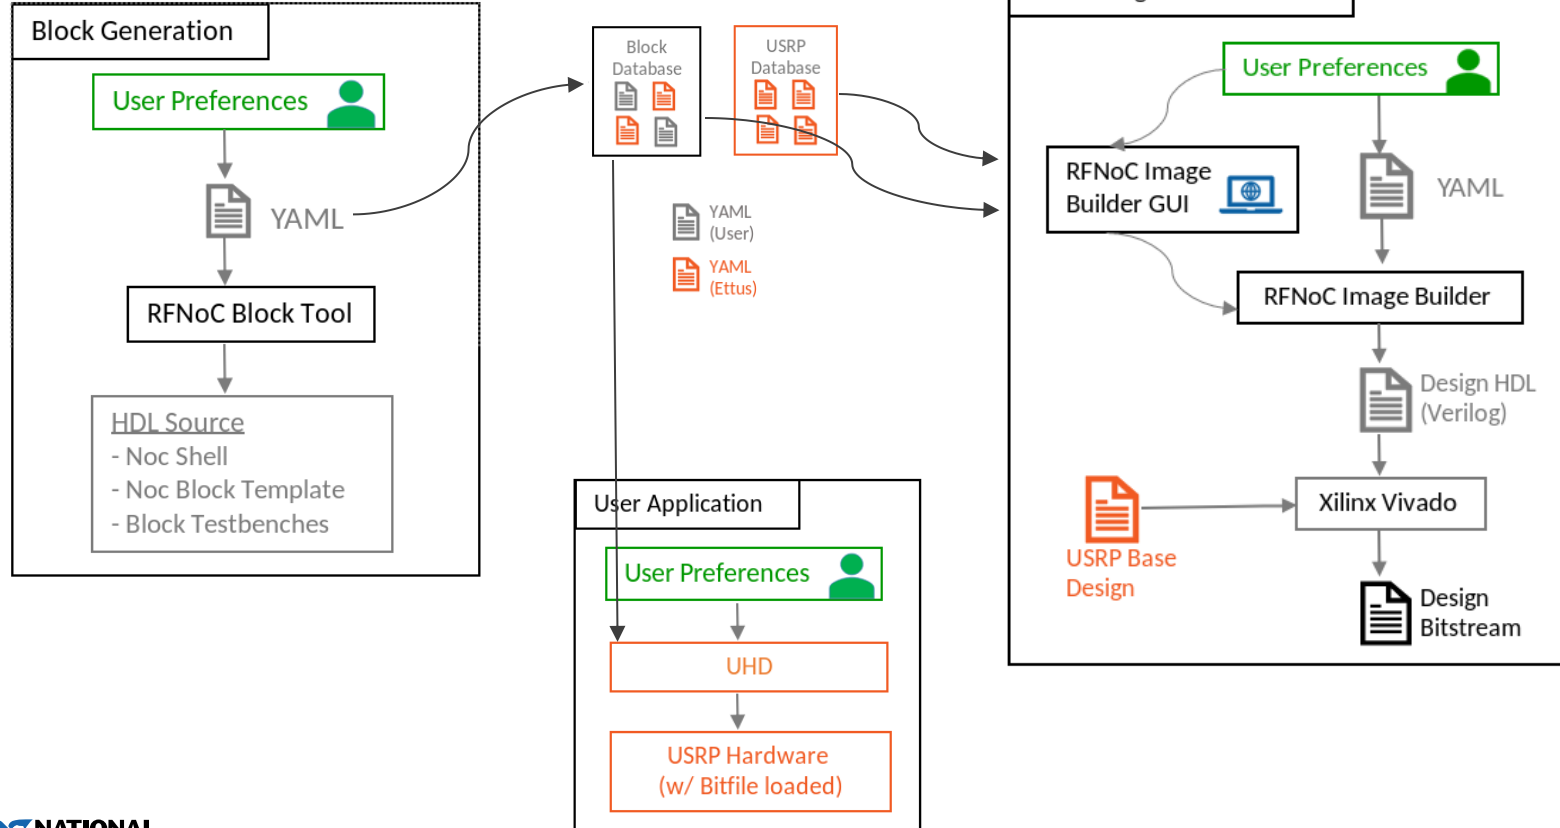 Block Generation
User Preferences
YAML
RFNoC Block Tool
HDL Source
- Noc Shell
- Noc Block Template
- Block Testbenches
Block
Database
USRP
Database
YAML
(User)
YAML
(Ettus)
User Application
User Preferences
UHD
USRP Hardware
(w/ Bitfile loaded)
User Preferences
RFNoC Image
Builder GUI
YAML
RFNoC Image Builder
Design HDL
(Verilog)
Xilinx Vivado
USRP Base
Design
Design
Bitstream
NATIONAL